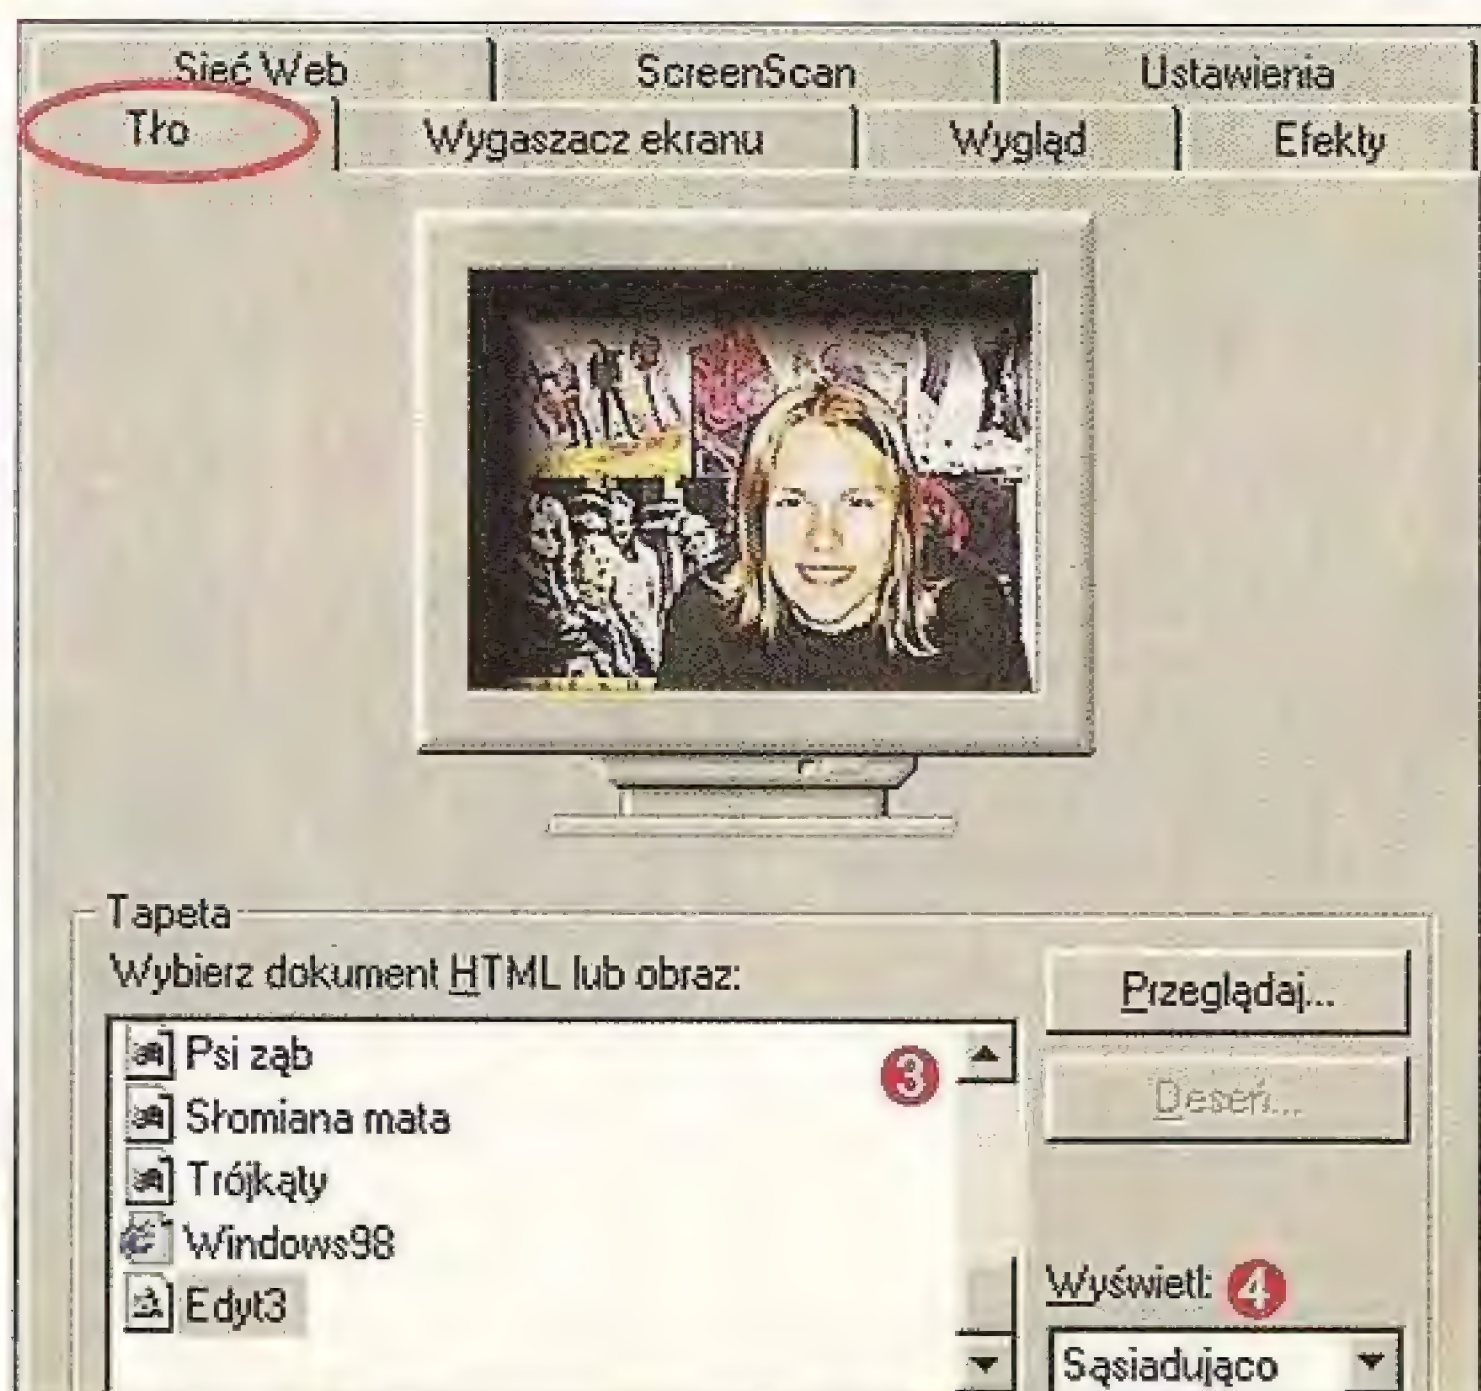 Sieć Web ScreenScan Ustawienia
Tło Wygaszacz ekranu Wygląd Efekty
Tapeta
Wybierz dokument HTML lub obraz:
Przeglądaj...
Psi ząb
3
Deseń...
Słomiana mata
Trójkąty
Windows98
Wyświetl: 4
Edyt3
Sąsiadująco